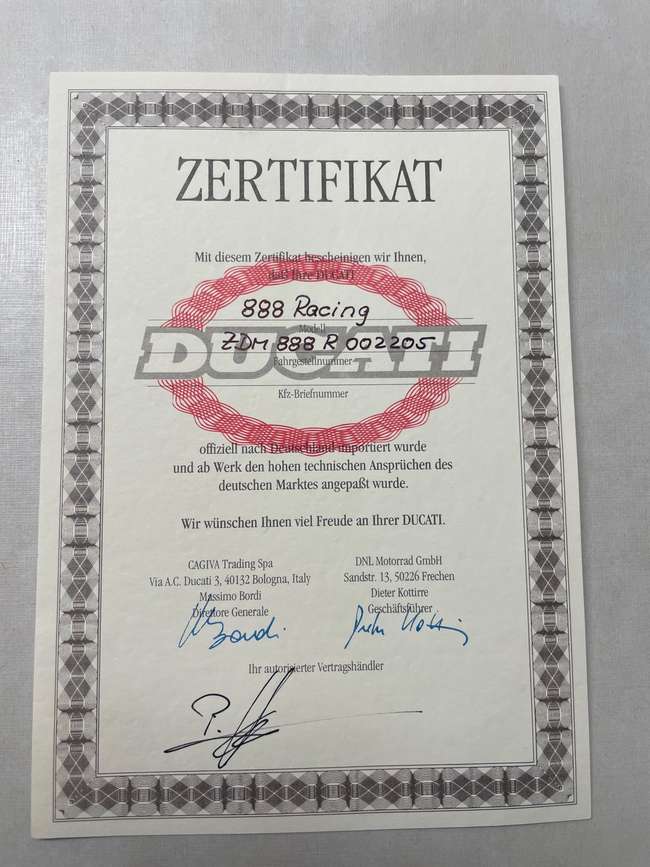 ZERTIFIKAT
Mit diesem Zertifikat bescheinigen wir Ihnen,
daß Ihre DUCATI
888 Racing
Modell
ZDM 888 R 002205
DUCATI
Fahrgestellnummer
Kfz-Briefnummer
offiziell nach Deutschland importiert wurde
und ab Werk den hohen technischen Ansprüchen des
deutschen Marktes angepaßt wurde.
Wir wünschen Ihnen viel Freude an Ihrer DUCATI.
CAGIVA Trading Spa
Via A.C. Ducati 3, 40132 Bologna, Italy
Massimo Bordi
Direttore Generale
Bordi
DNL Motorrad GmbH
Sandstr. 13, 50226 Frechen
Dieter Kottirre
Geschäftsführer
Ihr autorisierter Vertragshändler